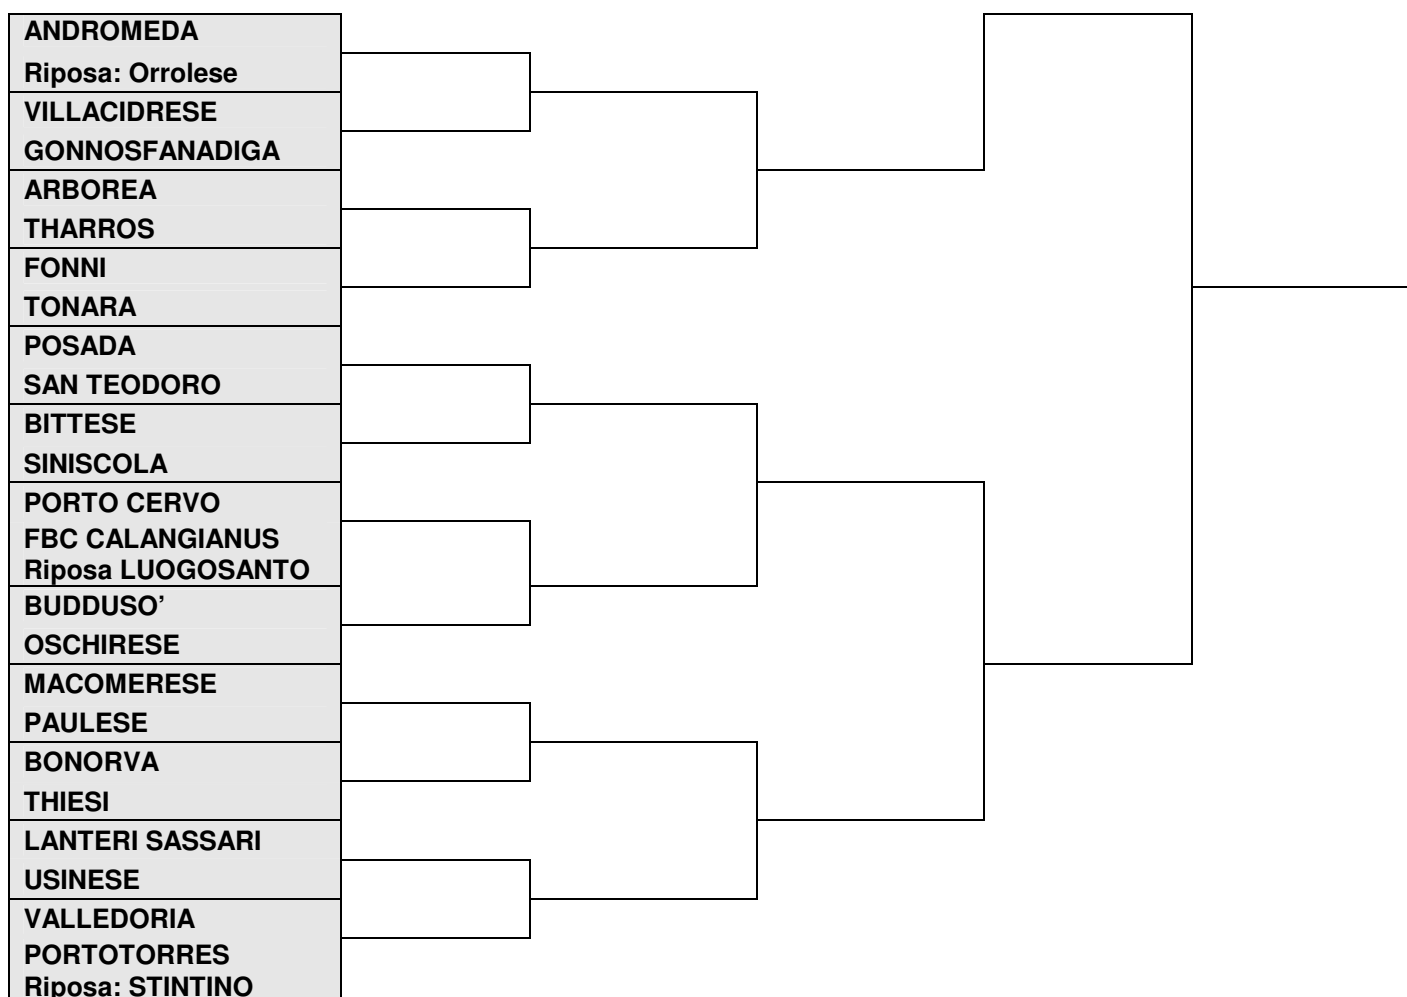 ANDROMEDA
Riposa: Orrolese
VILLACIDRESE
GONNOSFANADIGA
ARBOREA
THARROS
FONNI
TONARA
POSADA
SAN TEODORO
BITTESE
SINISCOLA
PORTO CERVO
FBC CALANGIANUS
Riposa LUOGOSANTO
BUDDUSO’
OSCHIRESE
MACOMERESE
PAULESE
BONORVA
THIESI
LANTERI SASSARI
USINESE
VALLEDORIA
PORTOTORRES
Riposa: STINTINO